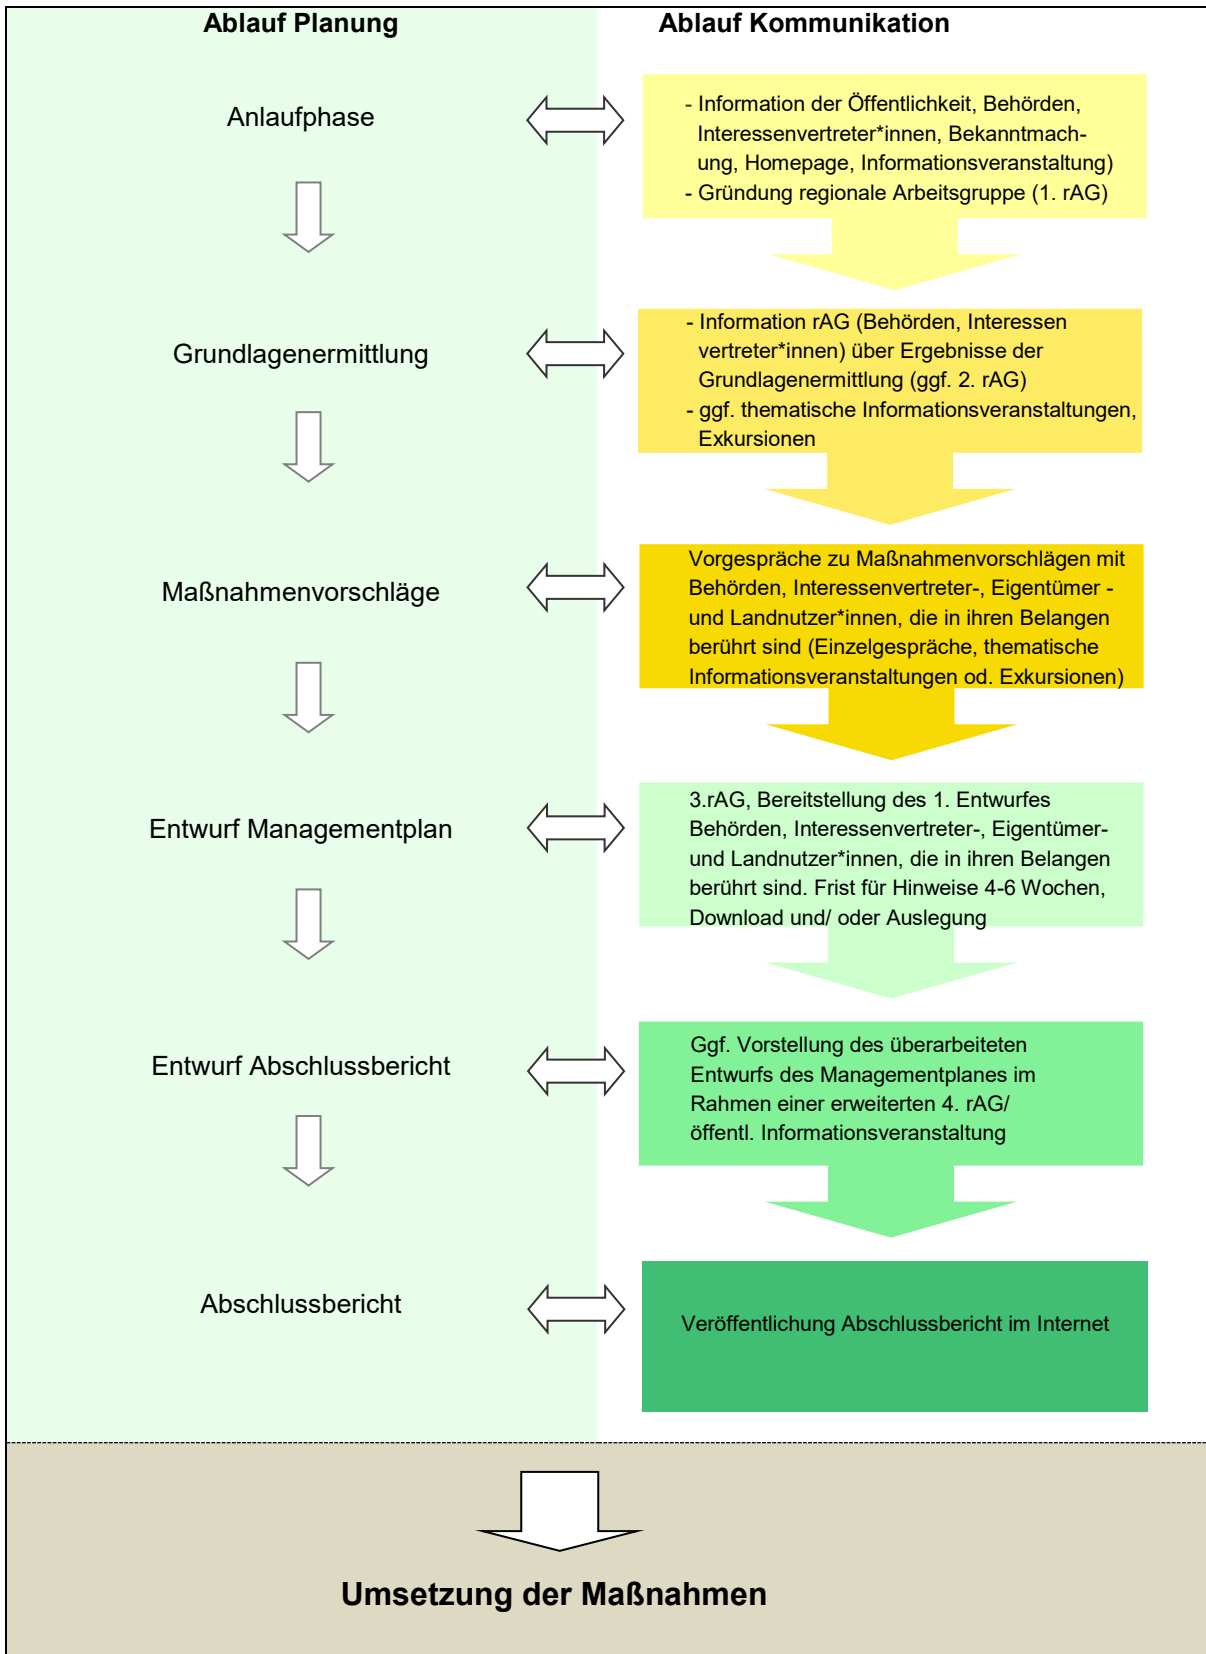 Ablauf Planung
Ablauf Kommunikation
Anlaufphase
- Information der Öffentlichkeit, Behörden,
Interessenvertreter*innen, Bekanntmach-
ung, Homepage, Informationsveranstaltung)
- Gründung regionale Arbeitsgruppe (1. rAG)
Grundlagenermittlung
- Information rAG (Behörden, Interessen
vertreter*innen) über Ergebnisse der
Grundlagenermittlung (ggf. 2. rAG)
- ggf. thematische Informationsveranstaltungen,
Exkursionen
Maßnahmenvorschläge
Vorgespräche zu Maßnahmenvorschlägen mit
Behörden, Interessenvertreter-, Eigentümer -
und Landnutzer*innen, die in ihren Belangen
berührt sind (Einzelgespräche, thematische
Informationsveranstaltungen od. Exkursionen)
Entwurf Managementplan
3.rAG, Bereitstellung des 1. Entwurfes
Behörden, Interessenvertreter-, Eigentümer-
und Landnutzer*innen, die in ihren Belangen
berührt sind. Frist für Hinweise 4-6 Wochen,
Download und/ oder Auslegung
Entwurf Abschlussbericht
Ggf. Vorstellung des überarbeiteten
Entwurfs des Managementplanes im
Rahmen einer erweiterten 4. rAG/
öffentl. Informationsveranstaltung
Abschlussbericht
Veröffentlichung Abschlussbericht im Internet
Umsetzung der Maßnahmen